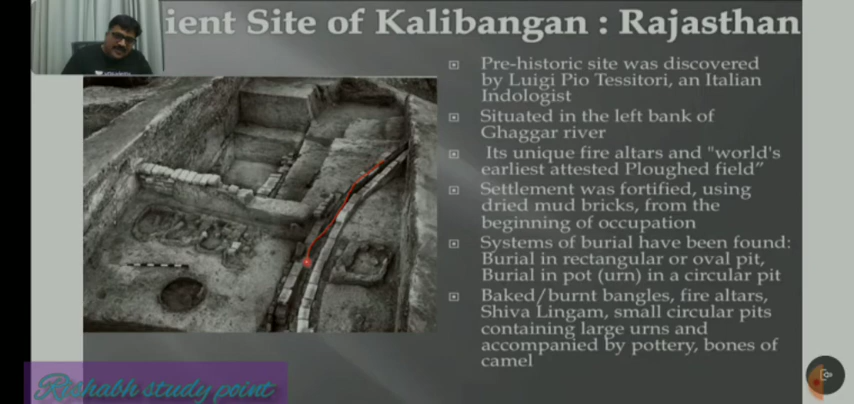 ient Site of Kalibangan : Rajasthan
Pre-historic site was discovered
by Luigi Pio Tessitori, an Italian
Indologist
Situated in the left bank of
Ghaggar river
Its unique fire altars and "world's
earliest attested Ploughed field”
Settlement was fortified, using
dried mud bricks, from the
beginning of occupation
Systems of burial have been found:
Burial in rectangular or oval pit,
Burial in pot (urn) in a circular pit
Baked/burnt bangles, fire altars,
Shiva Lingam, small circular pits
containing large urns and
accompanied by pottery, bones of
camel
Rishabh study point